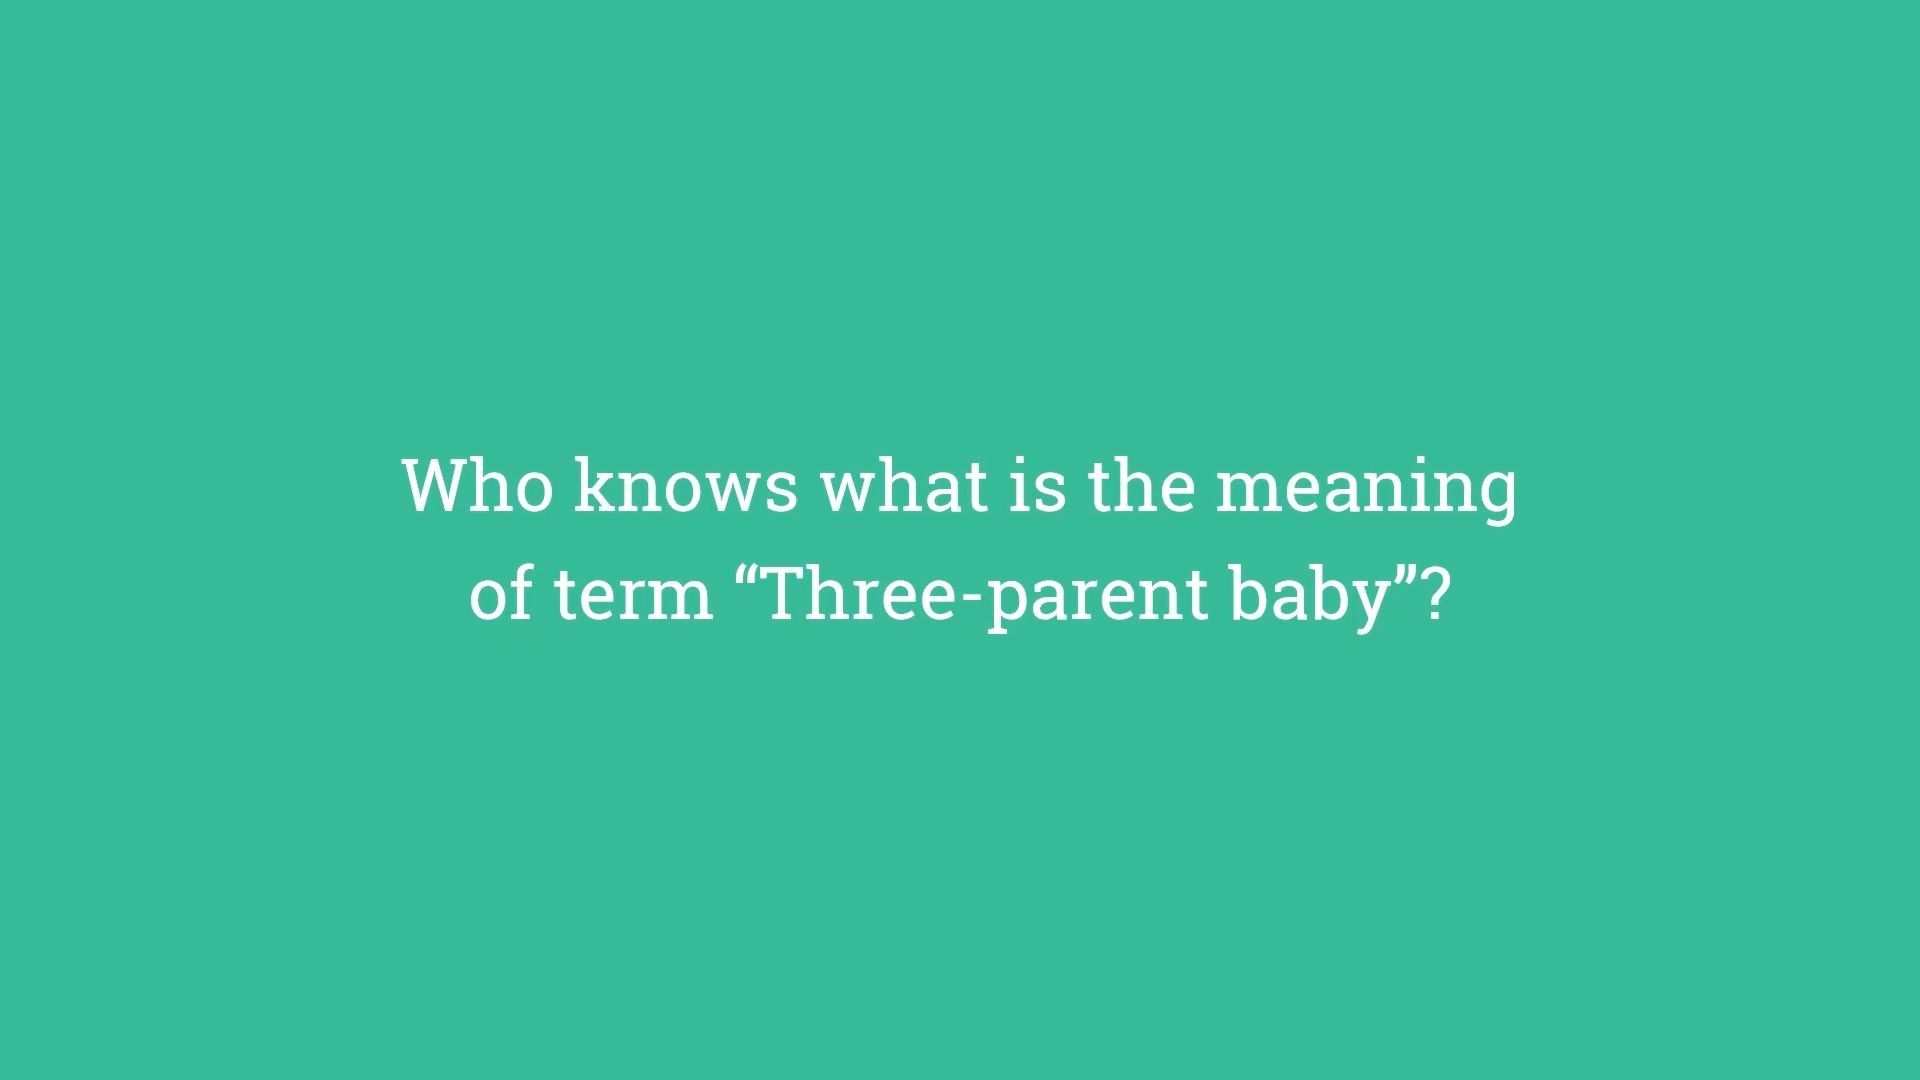 Who knows what is the meaning
of term “Three-parent baby”?